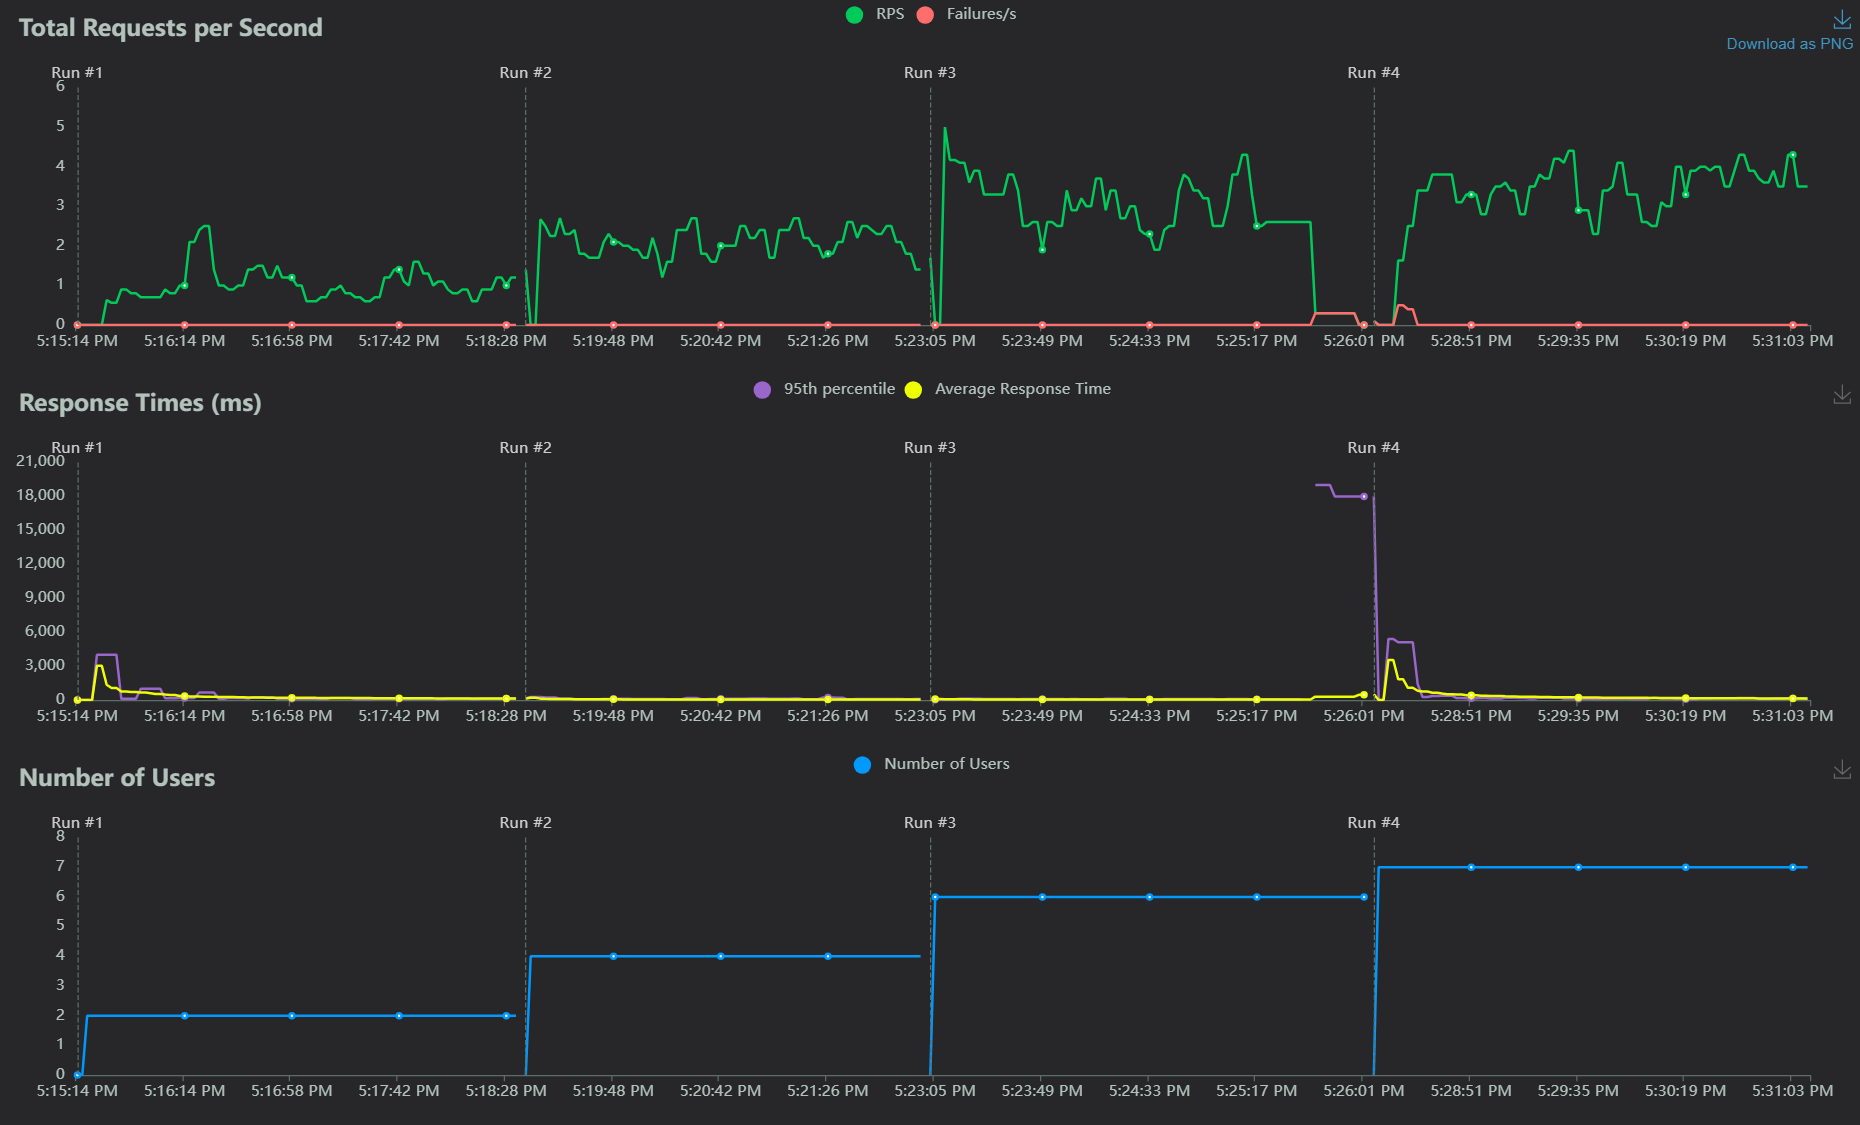 Total Requests per Second
RPS Failures/s
Download as PNG
Run #1 Run #2 Run #3 Run #4
6
5
4
3
2
1
0
5:15:14 PM 5:16:14 PM 5:16:58 PM 5:17:42 PM 5:18:28 PM 5:19:48 PM 5:20:42 PM 5:21:26 PM 5:23:05 PM 5:23:49 PM 5:24:33 PM 5:25:17 PM 5:26:01 PM 5:28:51 PM 5:29:35 PM 5:30:19 PM 5:31:03 PM
Response Times (ms)
95th percentile Average Response Time
Run #1 Run #2 Run #3 Run #4
21,000
18,000
15,000
12,000
9,000
6,000
3,000
0
5:15:14 PM 5:16:14 PM 5:16:58 PM 5:17:42 PM 5:18:28 PM 5:19:48 PM 5:20:42 PM 5:21:26 PM 5:23:05 PM 5:23:49 PM 5:24:33 PM 5:25:17 PM 5:26:01 PM 5:28:51 PM 5:29:35 PM 5:30:19 PM 5:31:03 PM
Number of Users
Number of Users
Run #1 Run #2 Run #3 Run #4
8
7
6
5
4
3
2
1
0
5:15:14 PM 5:16:14 PM 5:16:58 PM 5:17:42 PM 5:18:28 PM 5:19:48 PM 5:20:42 PM 5:21:26 PM 5:23:05 PM 5:23:49 PM 5:24:33 PM 5:25:17 PM 5:26:01 PM 5:28:51 PM 5:29:35 PM 5:30:19 PM 5:31:03 PM